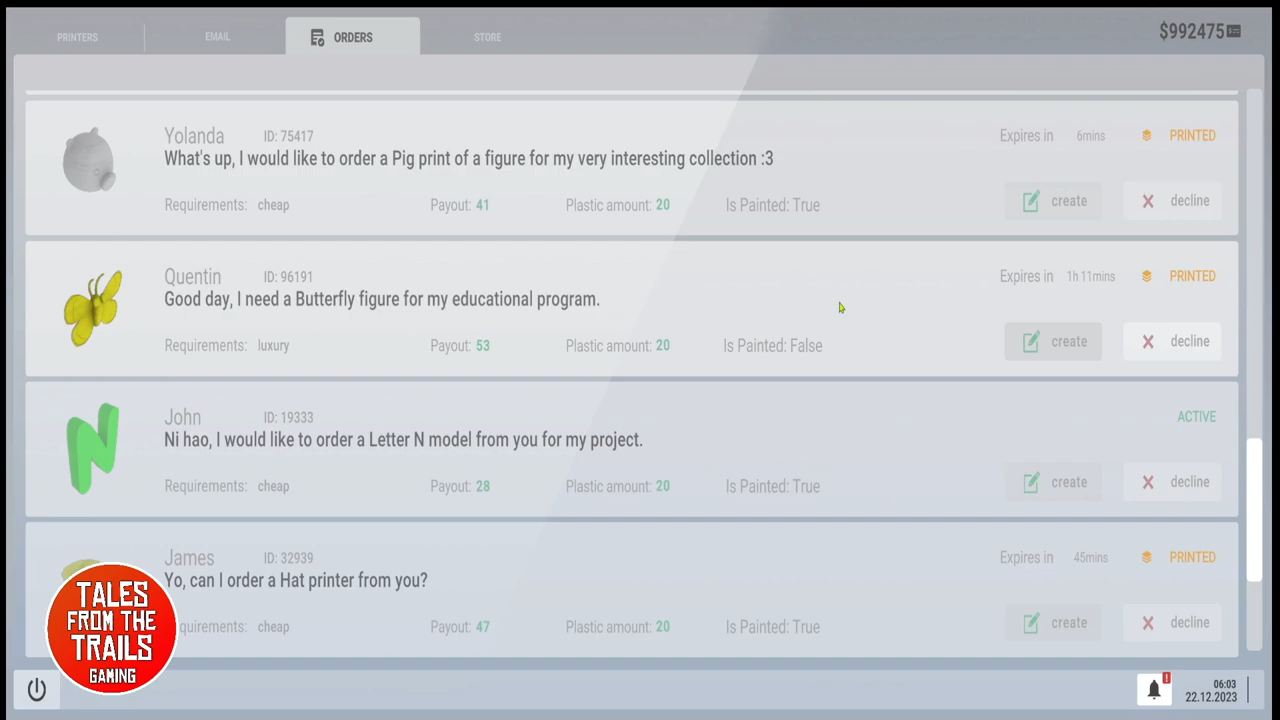 PRINTERS
EMAIL
ORDERS
STORE
$992475
Yolanda ID: 75417
Expires in 6mins PRINTED
What's up, I would like to order a Pig print of a figure for my very interesting collection :3
Requirements: cheap Payout: 41 Plastic amount: 20 Is Painted: True
create
decline
Quentin ID: 96191
Expires in 1h 11mins PRINTED
Good day, I need a Butterfly figure for my educational program.
Requirements: luxury Payout: 53 Plastic amount: 20 Is Painted: False
create
decline
John ID: 19333
ACTIVE
Ni hao, I would like to order a Letter N model from you for my project.
Requirements: cheap Payout: 28 Plastic amount: 20 Is Painted: True
create
decline
James ID: 32939
Expires in 45mins PRINTED
Yo, can I order a Hat printer from you?
quirements: cheap Payout: 47 Plastic amount: 20 Is Painted: True
create
decline
TALES
FROM THE
TRAILS
GAMING
06:03
22.12.2023